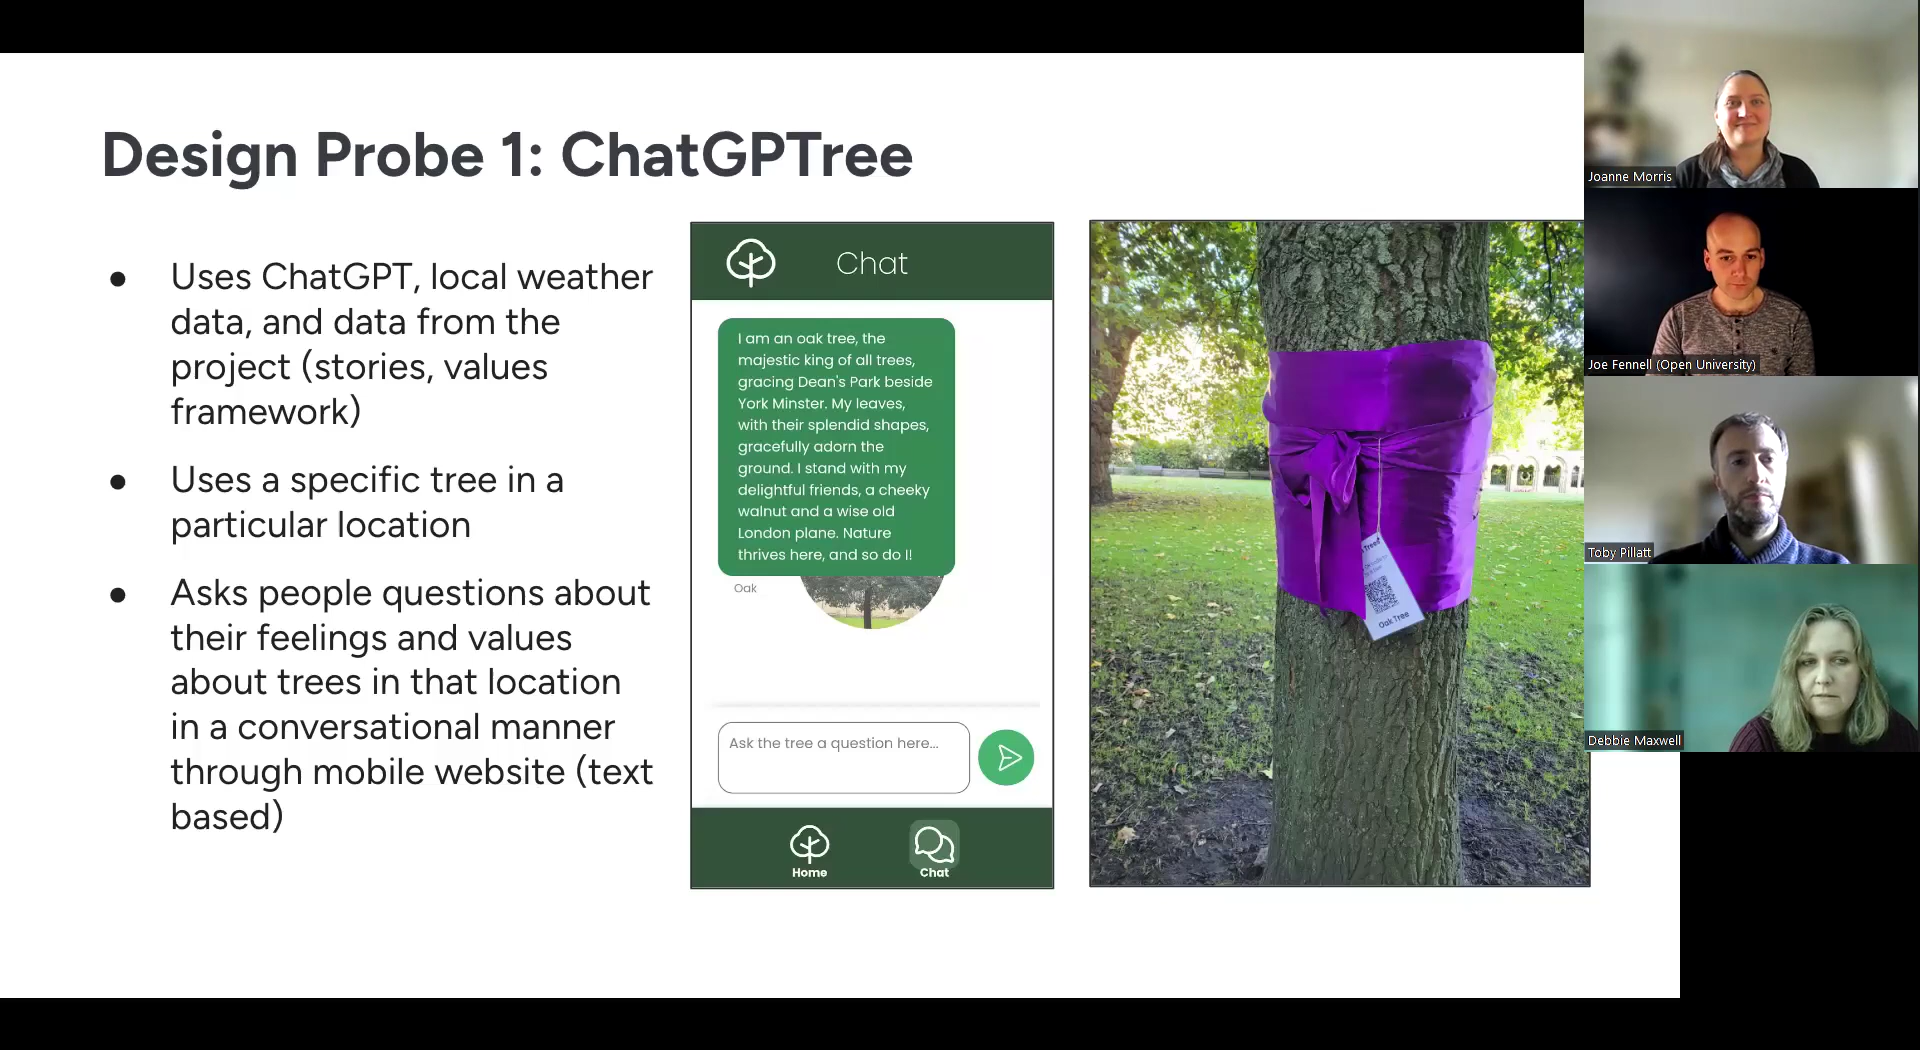 Design Probe 1: ChatGPTree
● Uses ChatGPT, local weather
data, and data from the
project (stories, values
framework)
● Uses a specific tree in a
particular location
● Asks people questions about
their feelings and values
about trees in that location
in a conversational manner
through mobile website (text
based)
Chat
I am an oak tree, the
majestic king of all trees,
gracing Dean's Park beside
York Minster. My leaves,
with their splendid shapes,
gracefully adorn the
ground. I stand with my
delightful friends, a cheeky
walnut and a wise old
London plane. Nature
thrives here, and so do I!
Oak
Ask the tree a question here...
Home
Chat
Oak Tree
Joanne Morris
Joe Fennell (Open University)
Toby Pillatt
Debbie Maxwell